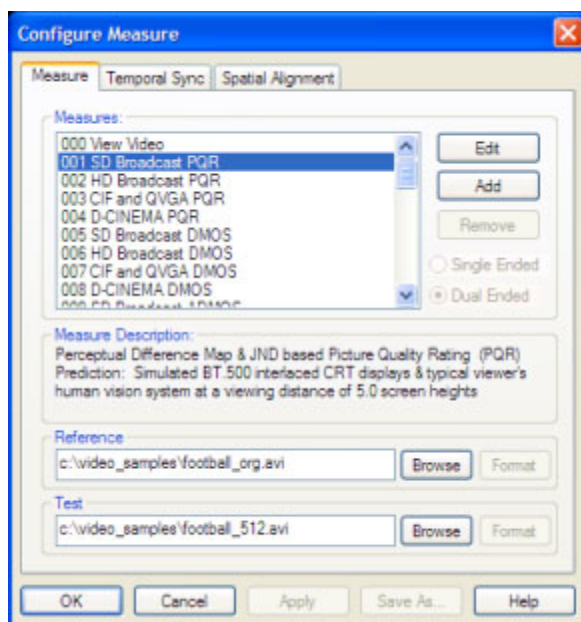 Configure Measure
Measure Temporal Sync Spatial Alignment
Measures:
000 View Video
001 SD Broadcast PQR
002 HD Broadcast PQR
003 CIF and QVGA PQR
004 D-CINEMA PQR
005 SD Broadcast DMOS
006 HD Broadcast DMOS
007 CIF and QVGA DMOS
008 D-CINEMA DMOS
Edit
Add
Remove
Single Ended
Dual Ended
Measure Description:
Perceptual Difference Map & JND based Picture Quality Rating (PQR)
Prediction: Simulated BT.500 interlaced CRT displays & typical viewer's
human vision system at a viewing distance of 5.0 screen heights
Reference
c:\video_samples\football_org.avi Browse Format
Test
c:\video_samples\football_512.avi Browse Format
OK Cancel Apply Save As... Help